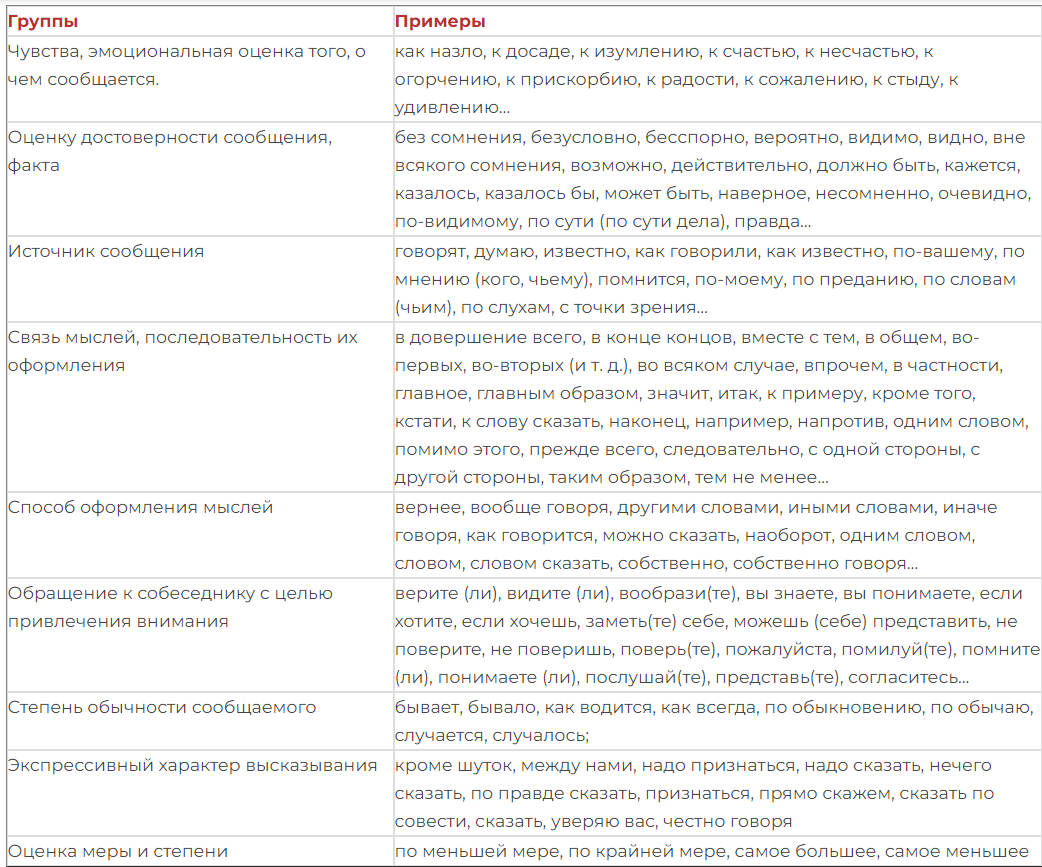 Группы
Примеры
Чувства, эмоциональная оценка того, о
чем сообщается.
как назло, к досаде, к изумлению, к счастью, к несчастью, к
огорчению, к прискорбию, к радости, к сожалению, к стыду, к
удивлению...
Оценку достоверности сообщения,
факта
без сомнения, безусловно, бесспорно, вероятно, видимо, видно, вне
всякого сомнения, возможно, действительно, должно быть, кажется,
казалось, казалось бы, может быть, наверное, несомненно, очевидно,
по-видимому, по сути (по сути дела), правда...
Источник сообщения
говорят, думаю, известно, как говорили, как известно, по-вашему, по
мнению (кого, чьему), помнится, по-моему, по преданию, по словам
(чьим), по слухам, с точки зрения...
Связь мыслей, последовательность их
оформления
в довершение всего, в конце концов, вместе с тем, в общем, во-
первых, во-вторых (и т. д.), во всяком случае, впрочем, в частности,
главное, главным образом, значит, итак, к примеру, кроме того,
кстати, к слову сказать, наконец, например, напротив, одним словом,
помимо этого, прежде всего, следовательно, с одной стороны, с
другой стороны, таким образом, тем не менее...
Способ оформления мыслей
вернее, вообще говоря, другими словами, иными словами, иначе
говоря, как говорится, можно сказать, наоборот, одним словом,
словом, словом сказать, собственно, собственно говоря...
Обращение к собеседнику с целью
привлечения внимания
верите (ли), видите (ли), вообрази(те), вы знаете, вы понимаете, если
хотите, если хочешь, заметь(те) себе, можешь (себе) представить, не
поверите, не поверишь, поверь(те), пожалуйста, помилуй(те), помните
(ли), понимаете (ли), послушай(те), представь(те), согласитесь...
Степень обычности сообщаемого
бывает, бывало, как водится, как всегда, по обыкновению, по обычаю,
случается, случалось;
Экспрессивный характер высказывания
кроме шуток, между нами, надо признаться, надо сказать, нечего
сказать, по правде сказать, признаться, прямо скажем, сказать по
совести, сказать, уверяю вас, честно говоря
Оценка меры и степени
по меньшей мере, по крайней мере, самое большее, самое меньшее